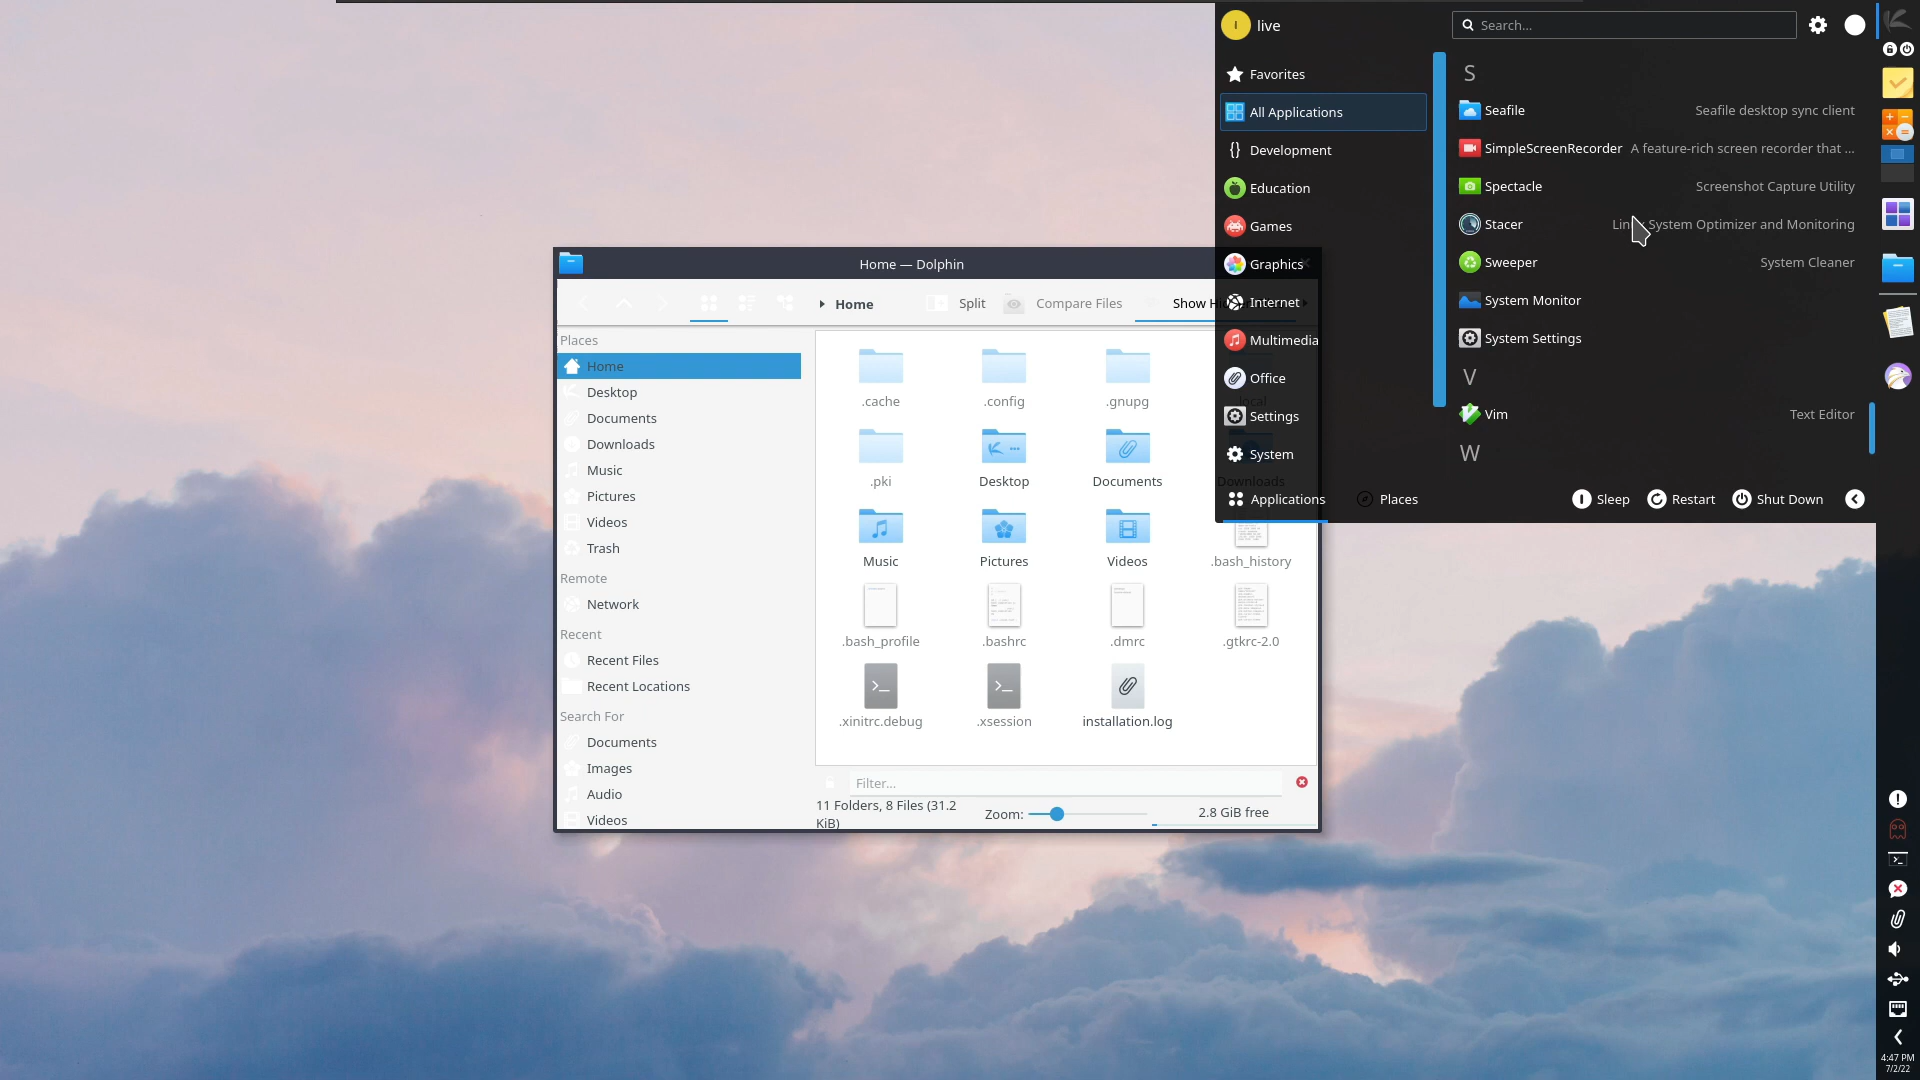 live
Search...
Favorites
All Applications
Development
Education
Games
Graphics
Internet
Multimedia
Office
Settings
System
Applications
Places
S
Seafile Seafile desktop sync client
SimpleScreenRecorder A feature-rich screen recorder that ...
Spectacle Screenshot Capture Utility
Stacer System Optimizer and Monitoring
Sweeper System Cleaner
System Monitor
System Settings
V
Vim Text Editor
W
Sleep Restart Shut Down
Home — Dolphin
Home Split Compare Files Show
Places
Home
Desktop
Documents
Downloads
Music
Pictures
Videos
Trash
Remote
Network
Recent
Recent Files
Recent Locations
Search For
Documents
Images
Audio
Videos
.cache .config .gnupg .local
.pki Desktop Documents Downloads
Music Pictures Videos .bash_history
.bash_profile .bashrc .dmrc .gtkrc-2.0
.xinitrc.debug .xsession installation.log
Filter...
11 Folders, 8 Files (31.2
KiB)
Zoom:
2.8 GiB free
4:47 PM
7/2/22